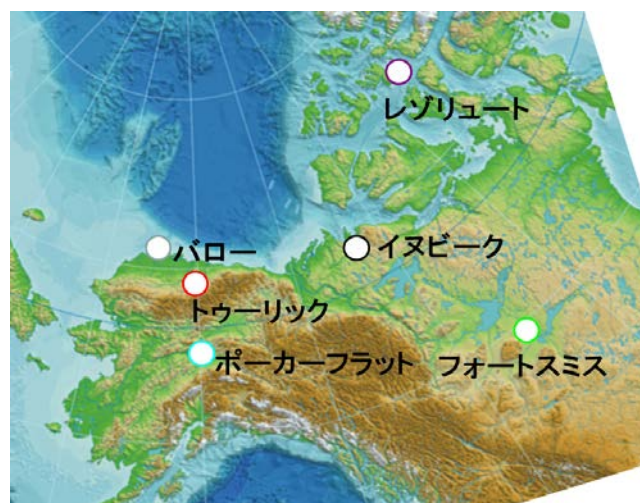 レゾリュート
バロー
イヌビーク
トゥーリック
ポーカーフラット
フォートスミス